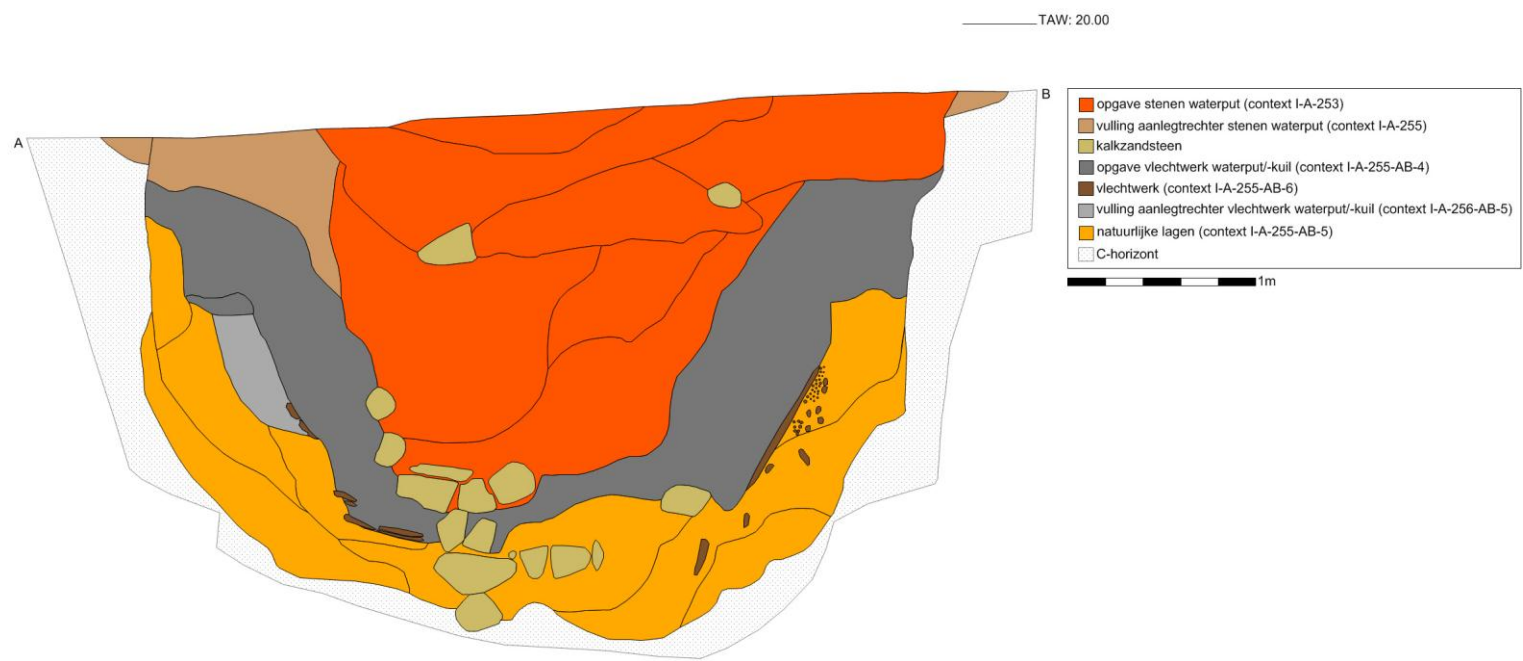 TAW: 20.00
A
B
opgave stenen waterput (context I-A-253)
vulling aanlegtrechter stenen waterput (context I-A-255)
kalkzandsteen
opgave vlechtwerk waterput/-kuil (context I-A-255-AB-4)
vlechtwerk (context I-A-255-AB-6)
vulling aanlegtrechter vlechtwerk waterput/-kuil (context I-A-256-AB-5)
natuurlijke lagen (context I-A-255-AB-5)
C-horizont
1m